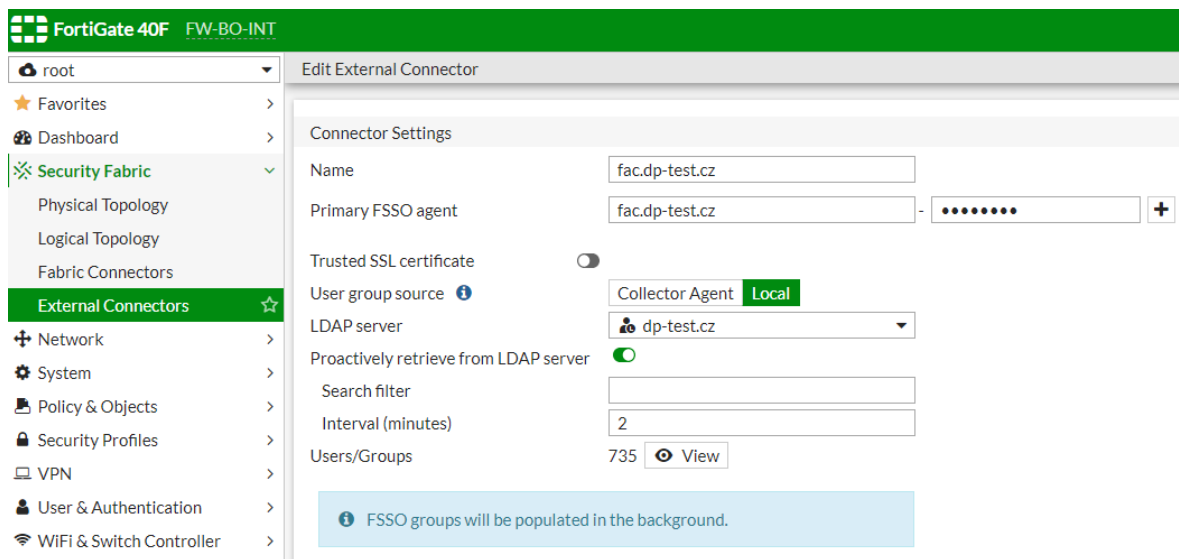 FortiGate 40F FW-BO-INT
root
Edit External Connector
Favorites
Dashboard
Security Fabric
Physical Topology
Logical Topology
Fabric Connectors
External Connectors
Network
System
Policy & Objects
Security Profiles
VPN
User & Authentication
WiFi & Switch Controller
Connector Settings
Name fac.dp-test.cz
Primary FSSO agent fac.dp-test.cz - ••••••••
Trusted SSL certificate
User group source Collector Agent Local
LDAP server dp-test.cz
Proactively retrieve from LDAP server
Search filter
Interval (minutes) 2
Users/Groups 735 View
FSSO groups will be populated in the background.